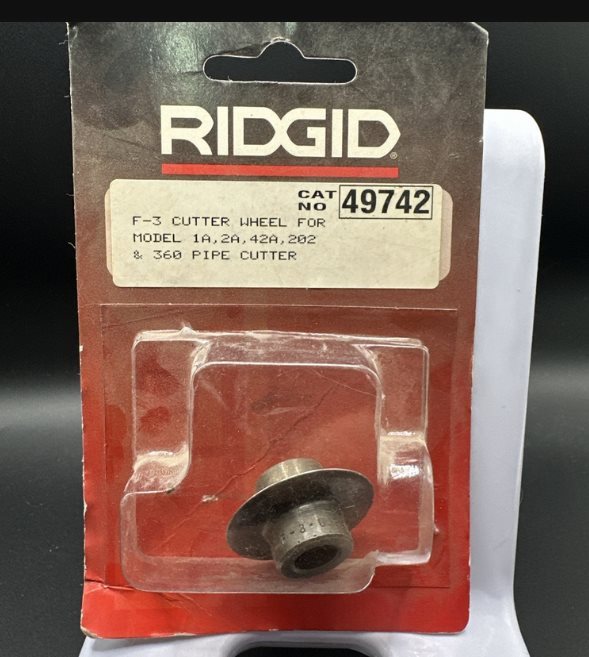 RIDGID®
CAT NO 49742
F-3 CUTTER WHEEL FOR
MODEL 1A,2A,42A,202
& 360 PIPE CUTTER